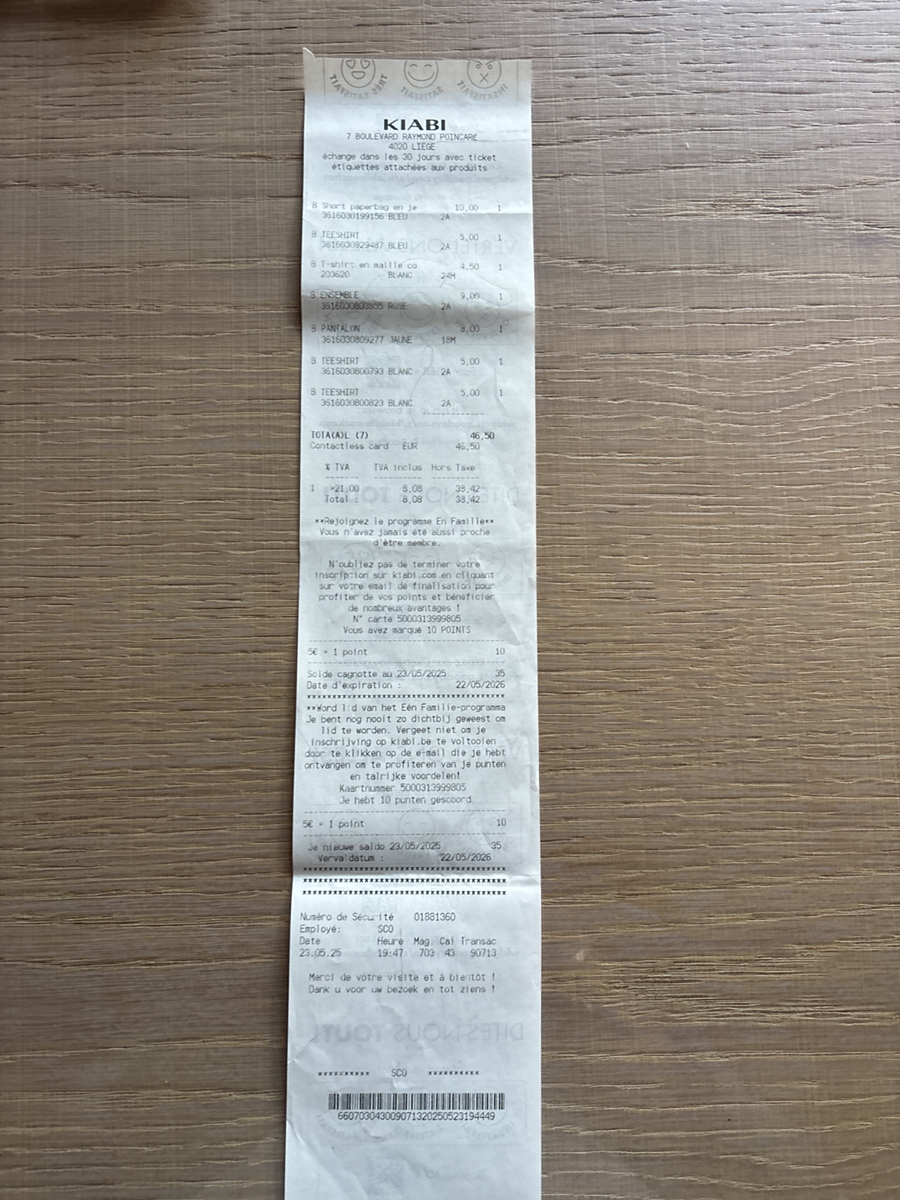 TRÈS SATISFAIT SATISFAIT INSATISFAIT
KIABI
7 BOULEVARD RAYMOND POINCARE
4020 LIEGE
échange dans les 30 jours avec ticket
étiquettes attachées aux produits
B Short paperbag en je 10,00 1
3616030199156 BLEU 2A
B TEESHIRT 5,00 1
3616030929487 BLEU 2A
B T-shirt en maille co 4,50 1
203620 - BLANC 24M
B ENSEMBLE 9,00 1
ROSE 2A
B PANTALON 8,00 1
3616030809277 JAUNE 18M
B TEESHIRT 5,00 1
3616030800793 BLANC 2A
B TEESHIRT 5,00 1
3616030800823 BLANC 2A
TOTA(A)L (7) 46,50
Contactless card EUR 46,50
% TVA TVA inclus Hors Taxe
1 >21,00 8,08 38,42
Total : 8,08 38,42
**Rejoignez le programme En Famille**
Vous n'avez jamais été aussi proche
d'être membre.
N'oubliez pas de terminer votre
inscription sur kiabi.com en cliquant
sur votre email de finalisation pour
profiter de vos points et bénéficier
de nombreux avantages !
N° carte 5000313999805
Vous avez marqué 10 POINTS
5€ = 1 point 10
Solde cagnotte au 23/05/2025 35
Date d'expiration : 22/05/2026
**Word lid van het Eén Familie-programma
Je bent nog nooit zo dichtbij geweest om
lid te worden. Vergeet niet om je
inschrijving op kiabi.be te voltooien
door te klikken op de e-mail die je hebt
ontvangen om te profiteren van je punten
en talrijke voordelen!
Kaartnummer 5000313999805
Je hebt 10 punten gescoord.
5€ = 1 point 10
Je nieuwe saldo 23/05/2025 35
Vervaldatum : 22/05/2026
Numéro de Sécurité 01881360
Employé: SCO
Date Heure Mag. Cai Transac
23.05.25 19:47 703 43 90713
Merci de votre visite et à bientôt !
Dank u voor uw bezoek en tot ziens !
DITES NOUS TOUT!
********** SCO **********
6607030430090713202505231944​49